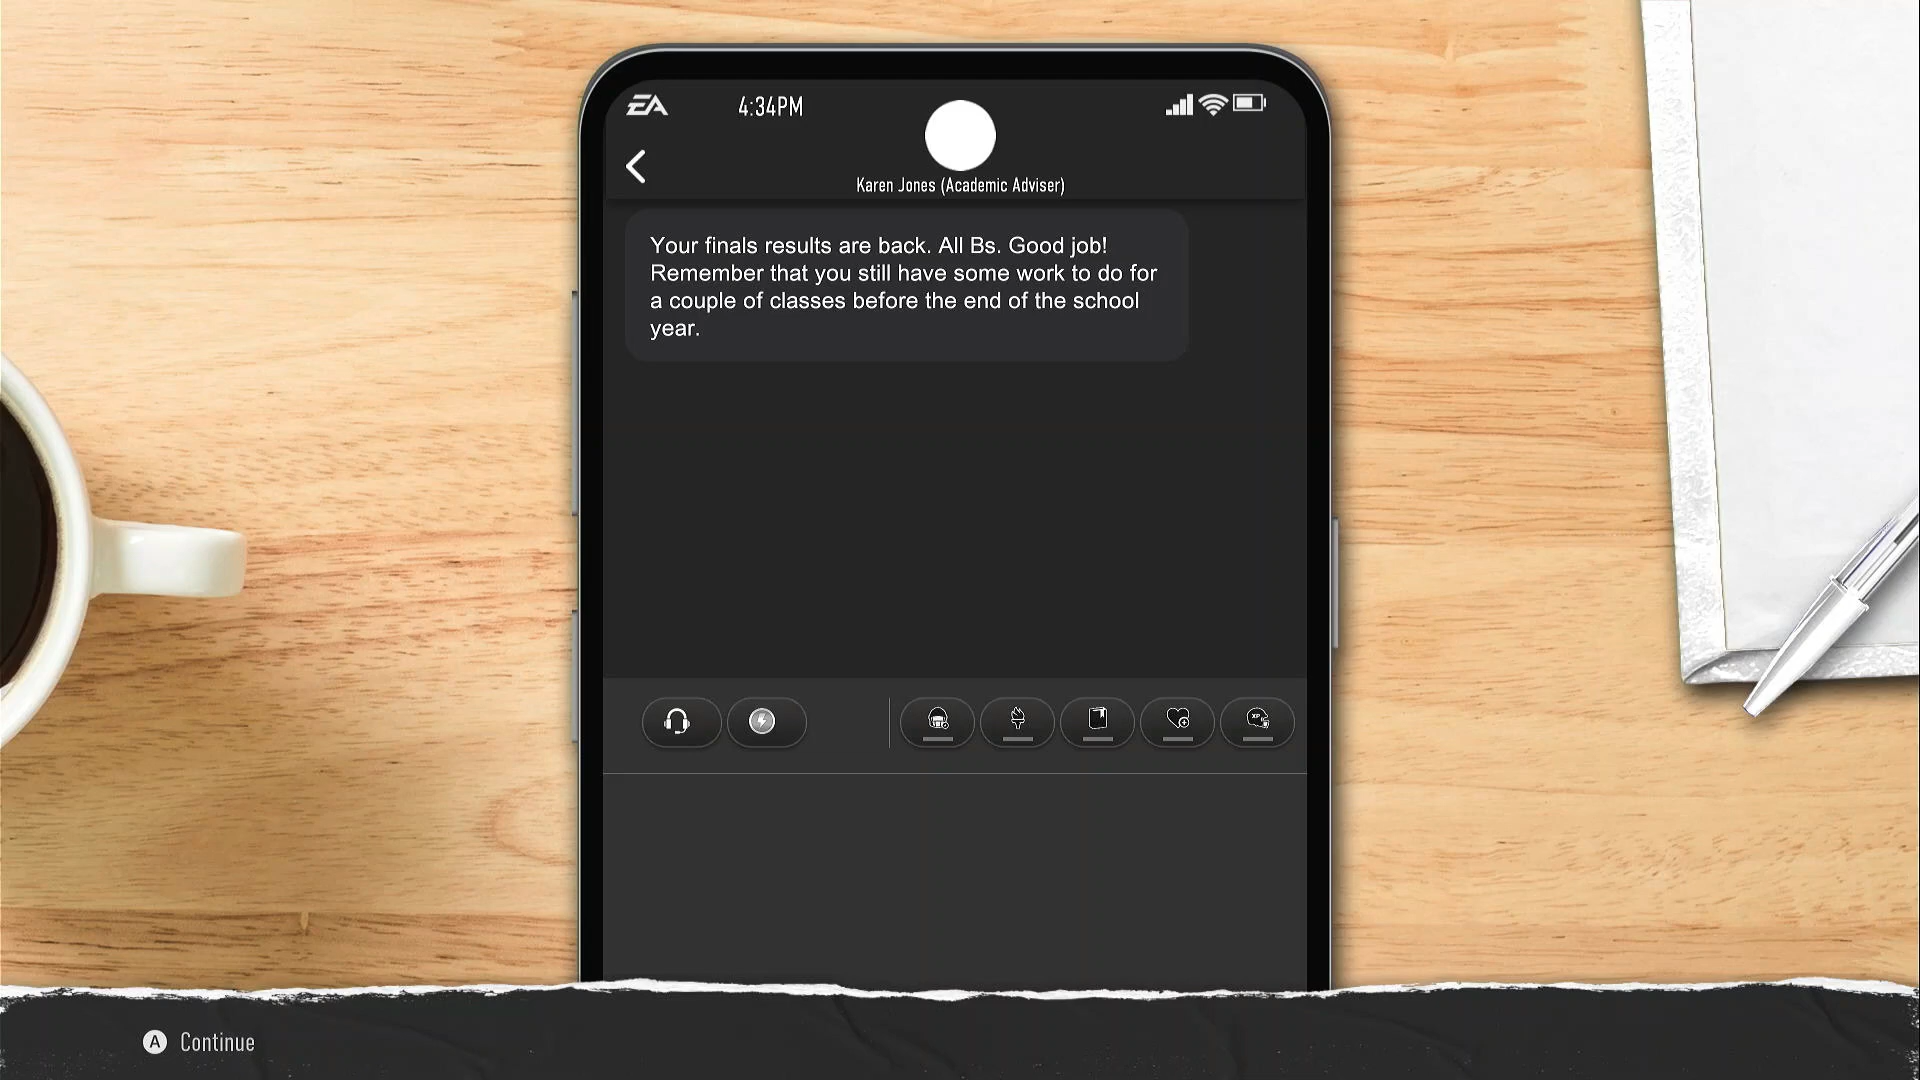 EA
4:34PM
Karen Jones (Academic Adviser)
Your finals results are back. All Bs. Good job!
Remember that you still have some work to do for
a couple of classes before the end of the school
year.
XP
A Continue